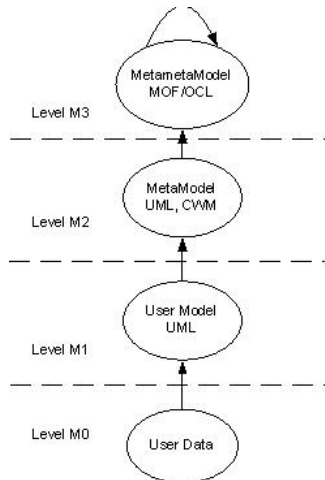 MetametaModel
MOF/OCL
Level M3
MetaModel
UML, CWM
Level M2
User Model
UML
Level M1
Level M0
User Data